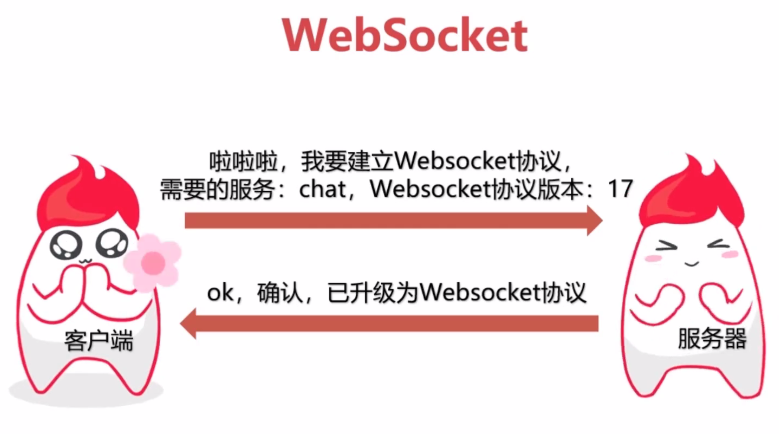 WebSocket
啦啦啦，我要建立Websocket协议，
需要的服务：chat，Websocket协议版本：17
ok，确认，已升级为Websocket协议
客户端
服务器